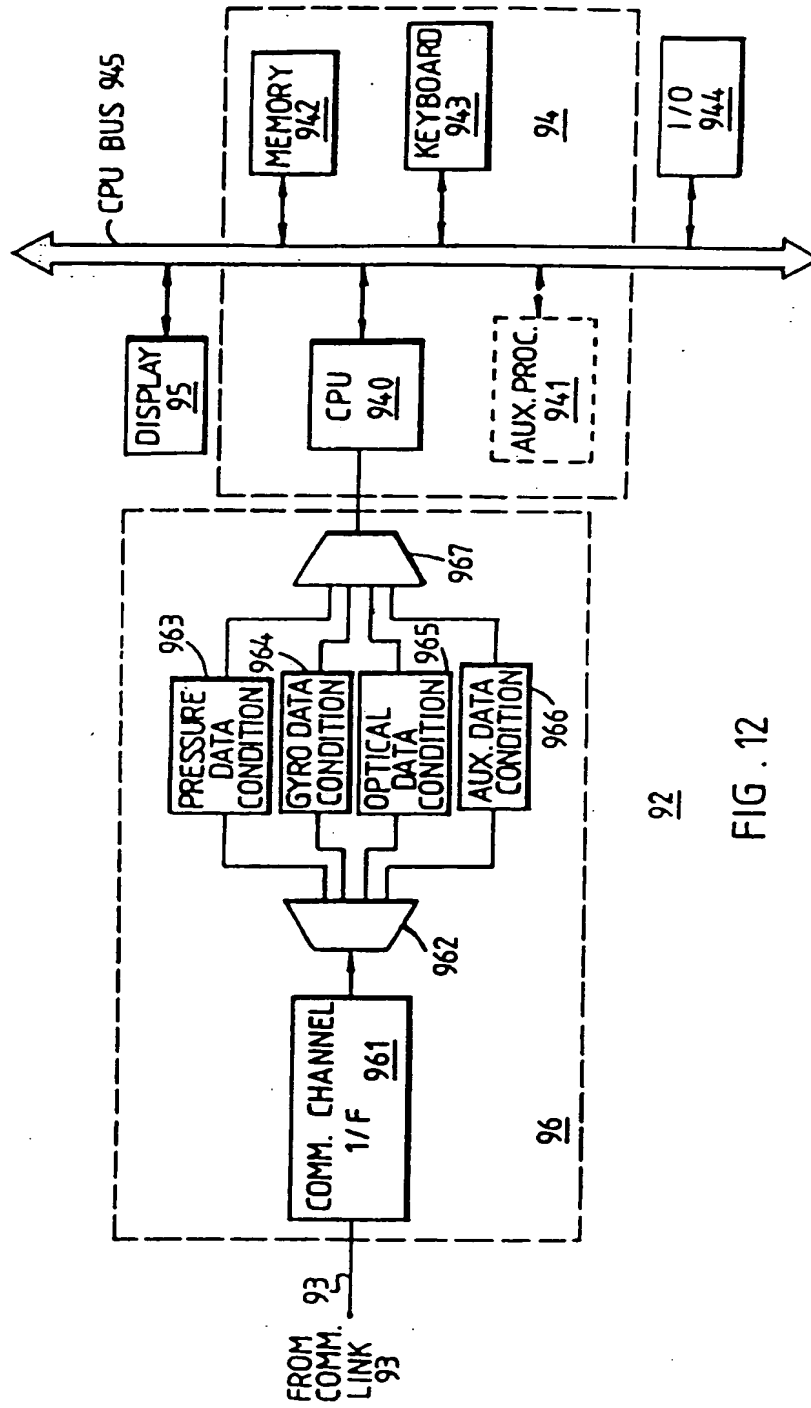 FROM
COMM.
LINK
93
93
COMM. CHANNEL
1/F
961
96
962
PRESSURE
DATA
CONDITION
963
GYRO DATA
CONDITION
964
OPTICAL
DATA
CONDITION
965
AUX. DATA
CONDITION
966
967
92
DISPLAY
95
CPU BUS 945
CPU
940
AUX. PROC.
941
MEMORY
942
KEYBOARD
943
94
I/O
944
FIG. 12